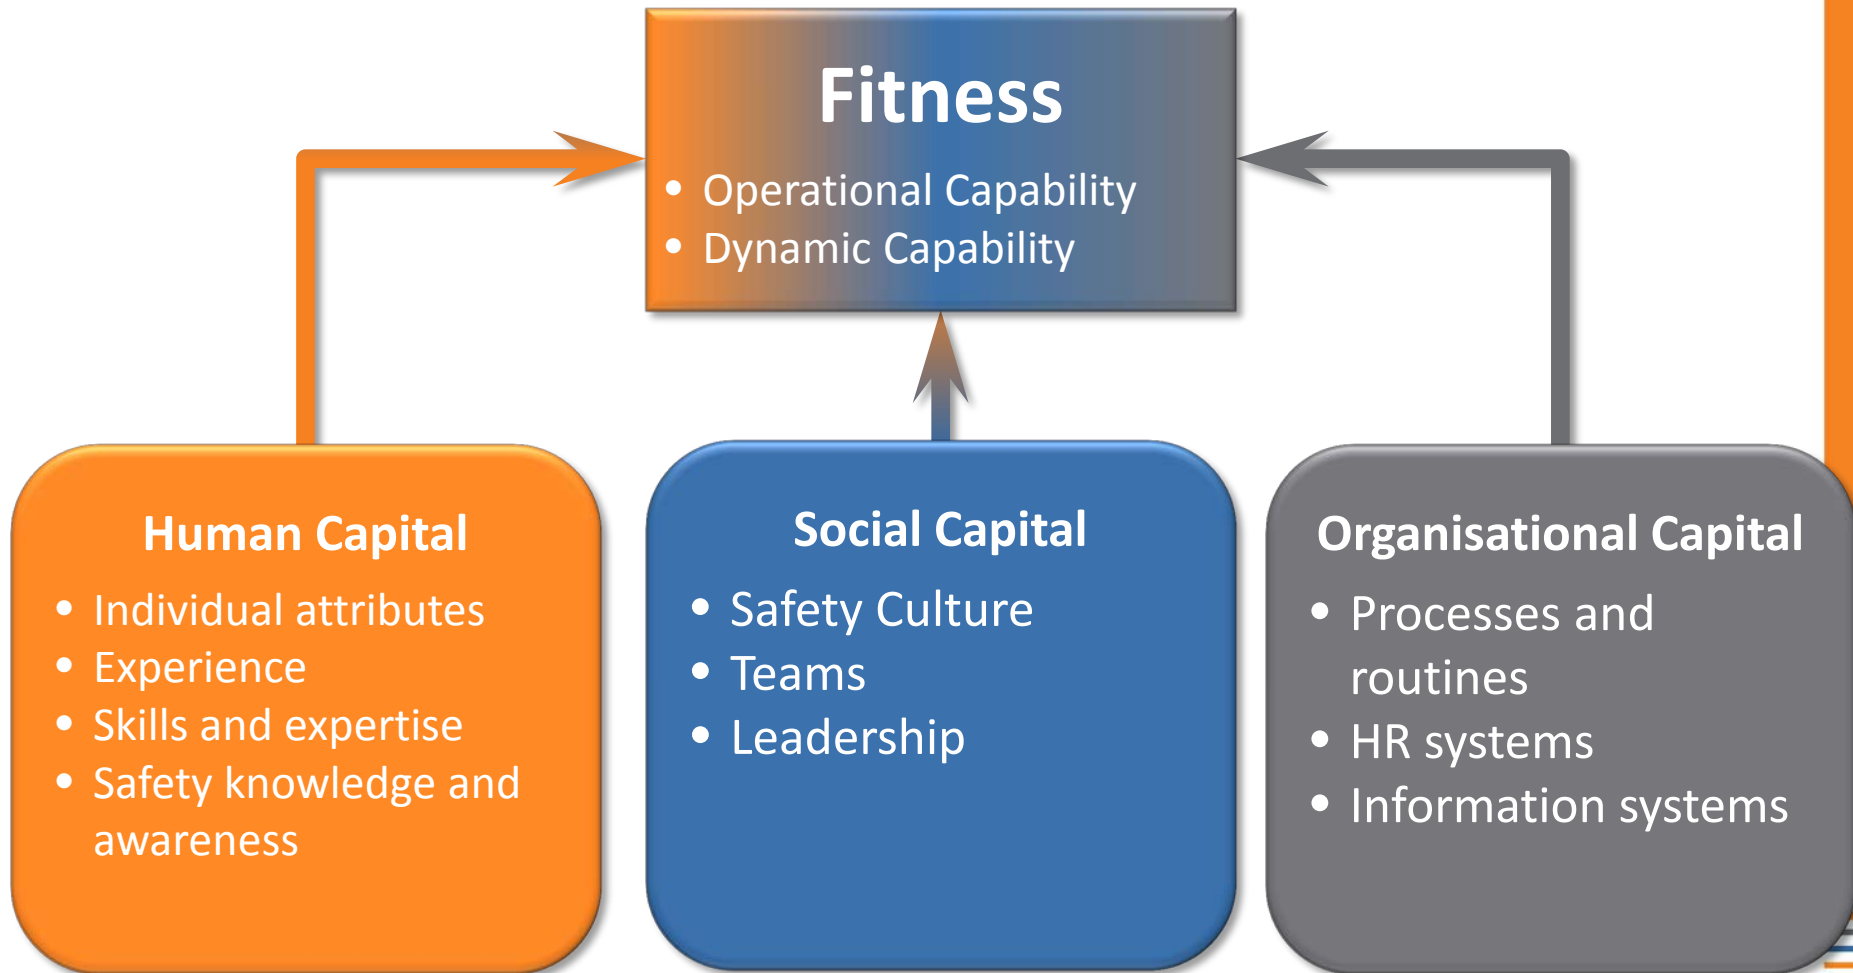 Fitness
• Operational Capability
• Dynamic Capability
Human Capital
• Individual attributes
• Experience
• Skills and expertise
• Safety knowledge and
awareness
Social Capital
• Safety Culture
• Teams
• Leadership
Organisational Capital
• Processes and
routines
• HR systems
• Information systems